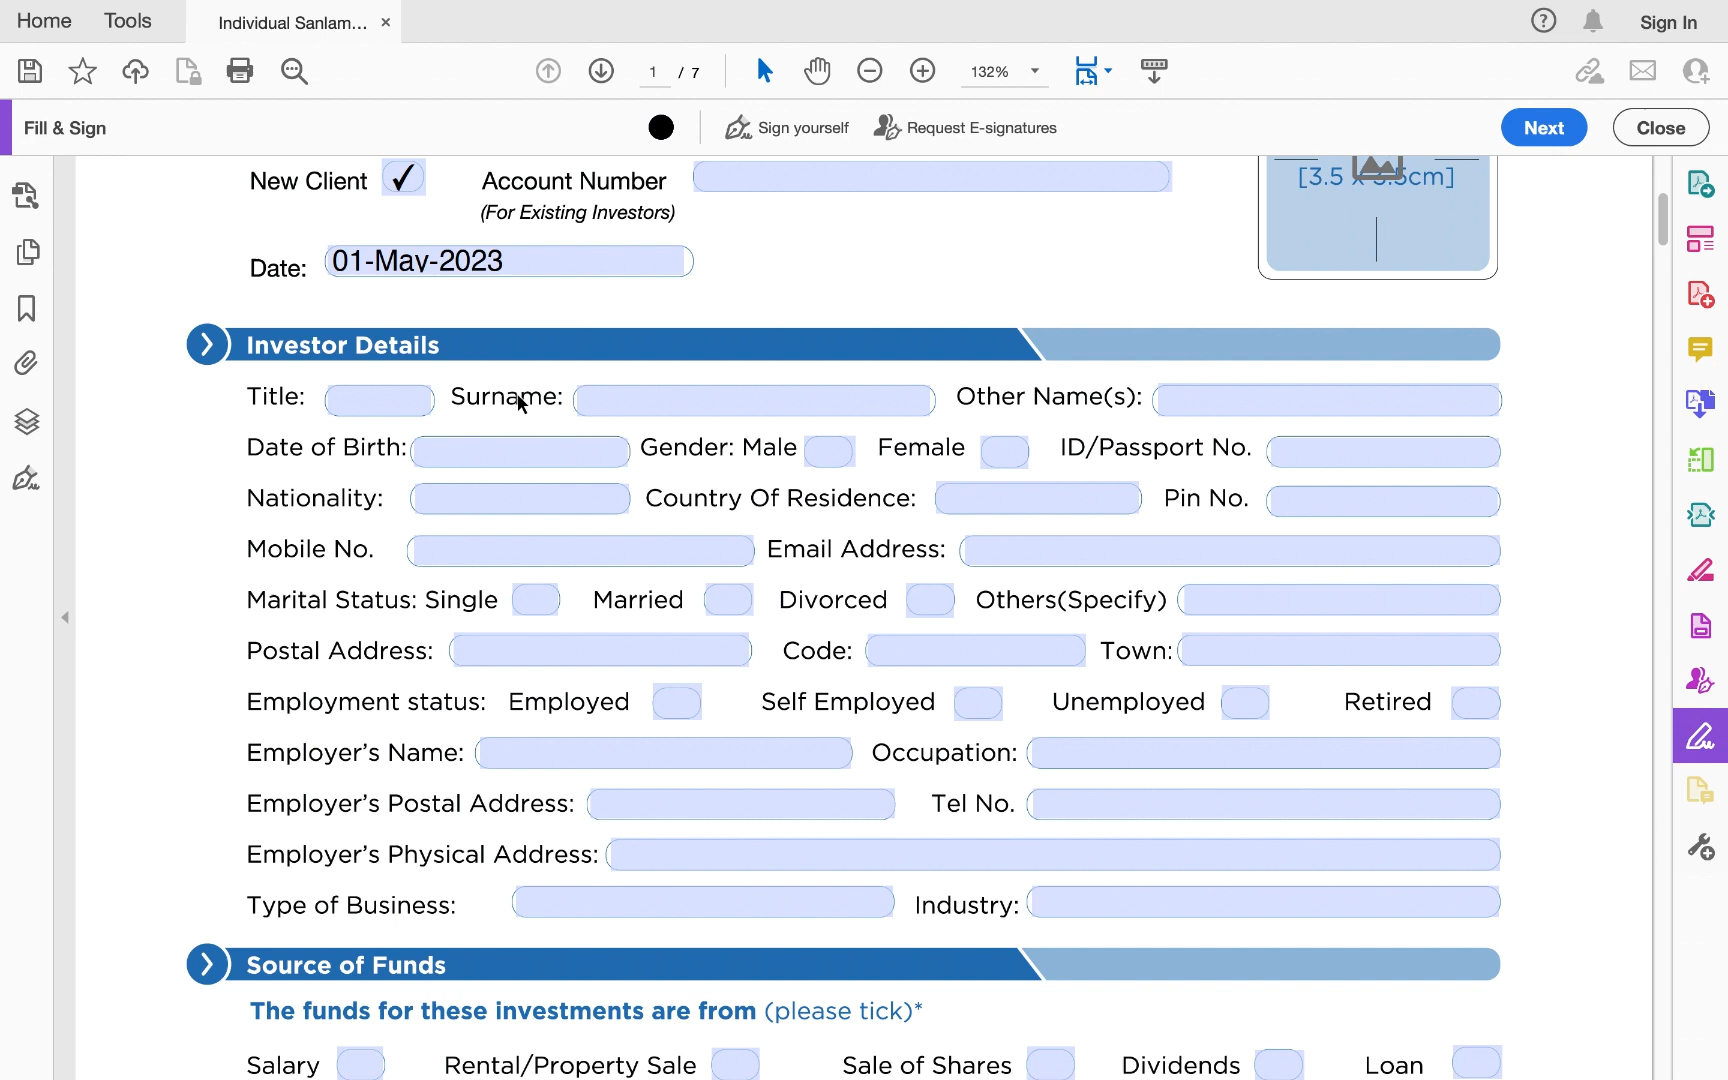 Home Tools Individual Sanlam... × ? Sign In
1 / 7 132%
Fill & Sign Sign yourself Request E-signatures Next Close
New Client ✓ Account Number [3.5 x 3.5cm]
(For Existing Investors)
Date: 01-May-2023
Investor Details
Title: Surname: Other Name(s):
Date of Birth: Gender: Male Female ID/Passport No.
Nationality: Country Of Residence: Pin No.
Mobile No. Email Address:
Marital Status: Single Married Divorced Others(Specify)
Postal Address: Code: Town:
Employment status: Employed Self Employed Unemployed Retired
Employer's Name: Occupation:
Employer's Postal Address: Tel No.
Employer's Physical Address:
Type of Business: Industry:
Source of Funds
The funds for these investments are from (please tick)*
Salary Rental/Property Sale Sale of Shares Dividends Loan